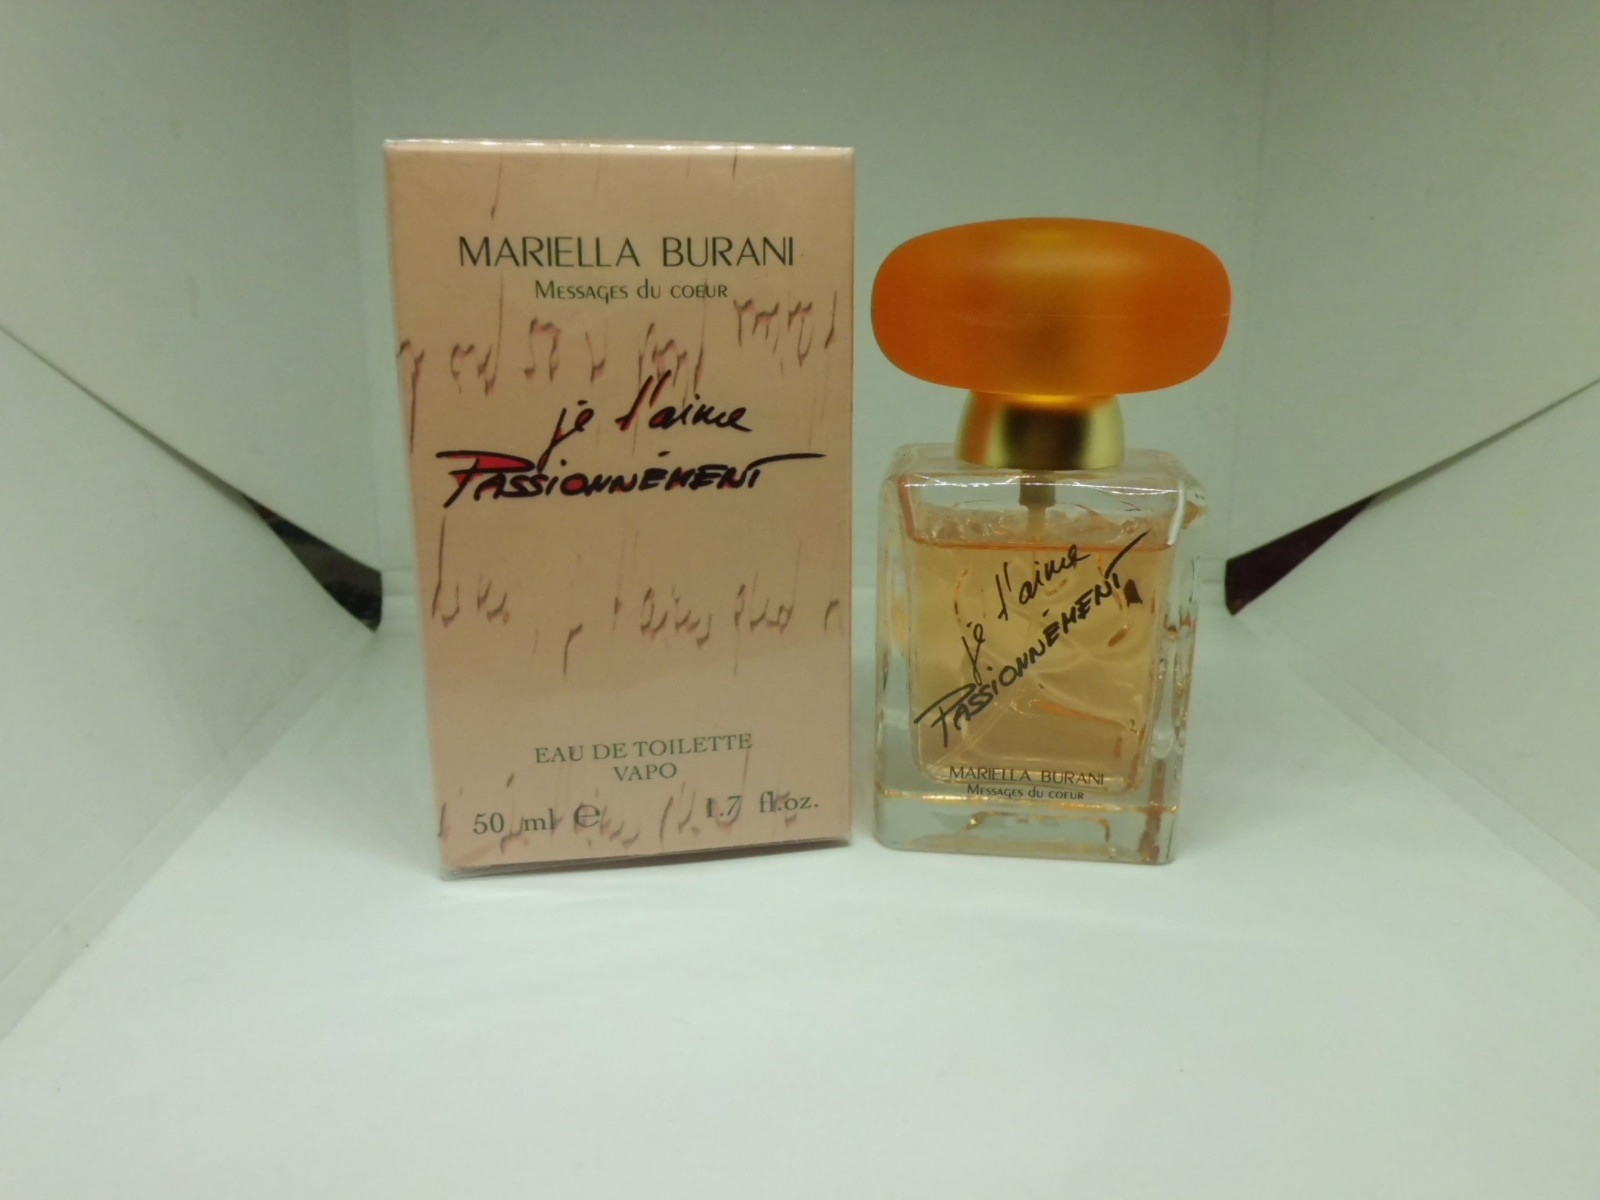 MARIELLA BURANI
Messages du coeur
je t'aime
Passionnément
EAU DE TOILETTE
VAPO
50 ml ℮ 1.7 fl.oz.
je t'aime
Passionnément
MARIELLA BURANI
Messages du coeur